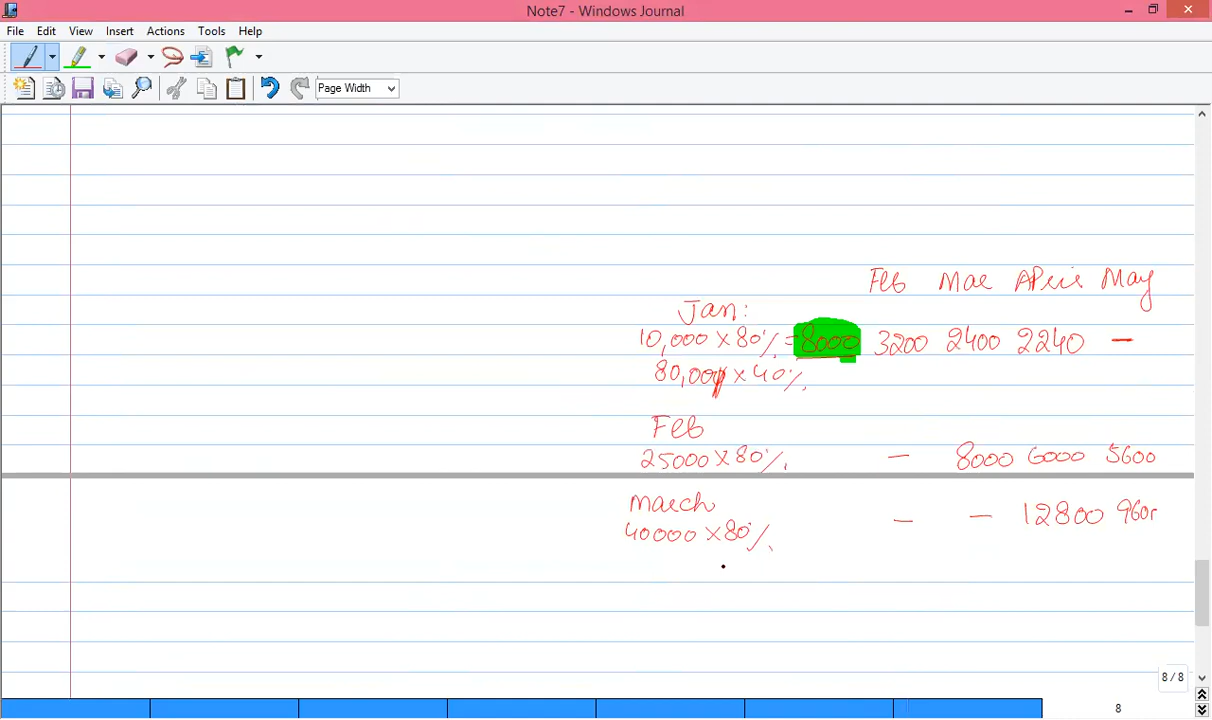 Note7 - Windows Journal
File Edit View Insert Actions Tools Help
Page Width
Feb Mar April May
Jan:
10,000 × 80% = 8000 3200 2400 2240 —
80,00 × 40%
Feb
25000 × 80% — 8000 6000 5600
March
40000 × 80% — — 12800 960
8 / 8
8